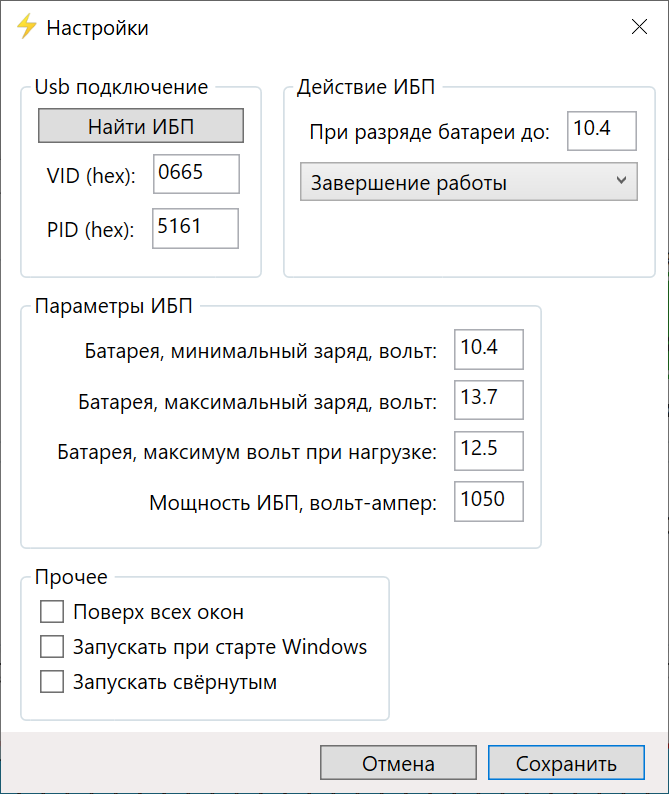 Настройки
Usb подключение
Найти ИБП
VID (hex): 0665
PID (hex): 5161
Действие ИБП
При разряде батареи до: 10.4
Завершение работы
Параметры ИБП
Батарея, минимальный заряд, вольт: 10.4
Батарея, максимальный заряд, вольт: 13.7
Батарея, максимум вольт при нагрузке: 12.5
Мощность ИБП, вольт-ампер: 1050
Прочее
Поверх всех окон
Запускать при старте Windows
Запускать свёрнутым
Отмена
Сохранить